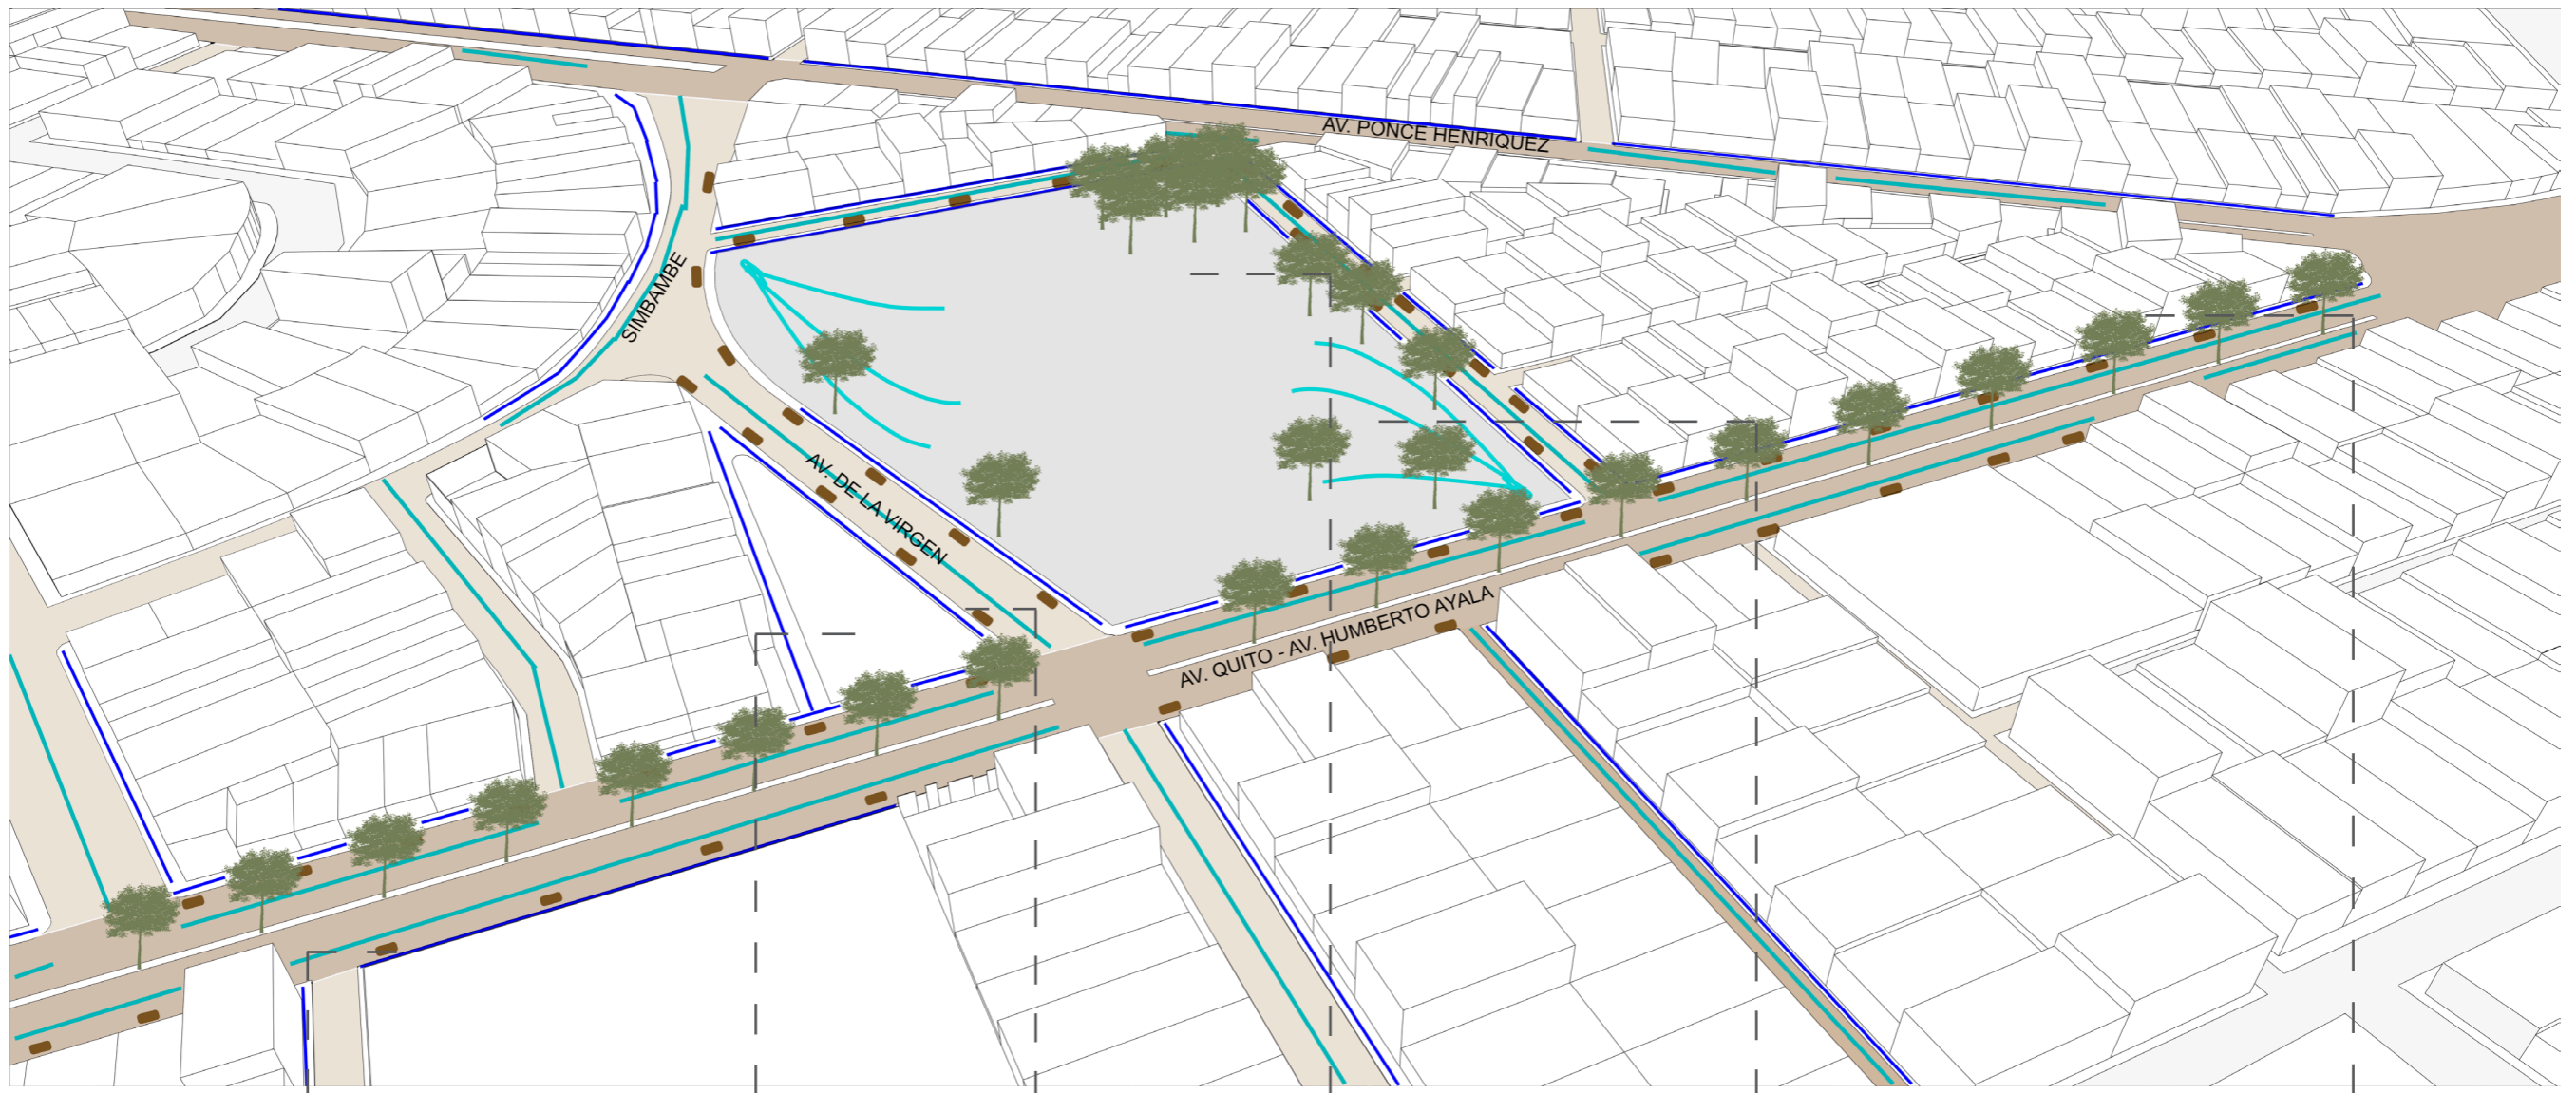 AV. PONCE HENRIQUEZ
SIMBAMBE
AV. DE LA VIRGEN
AV. QUITO - AV. HUMBERTO AYALA